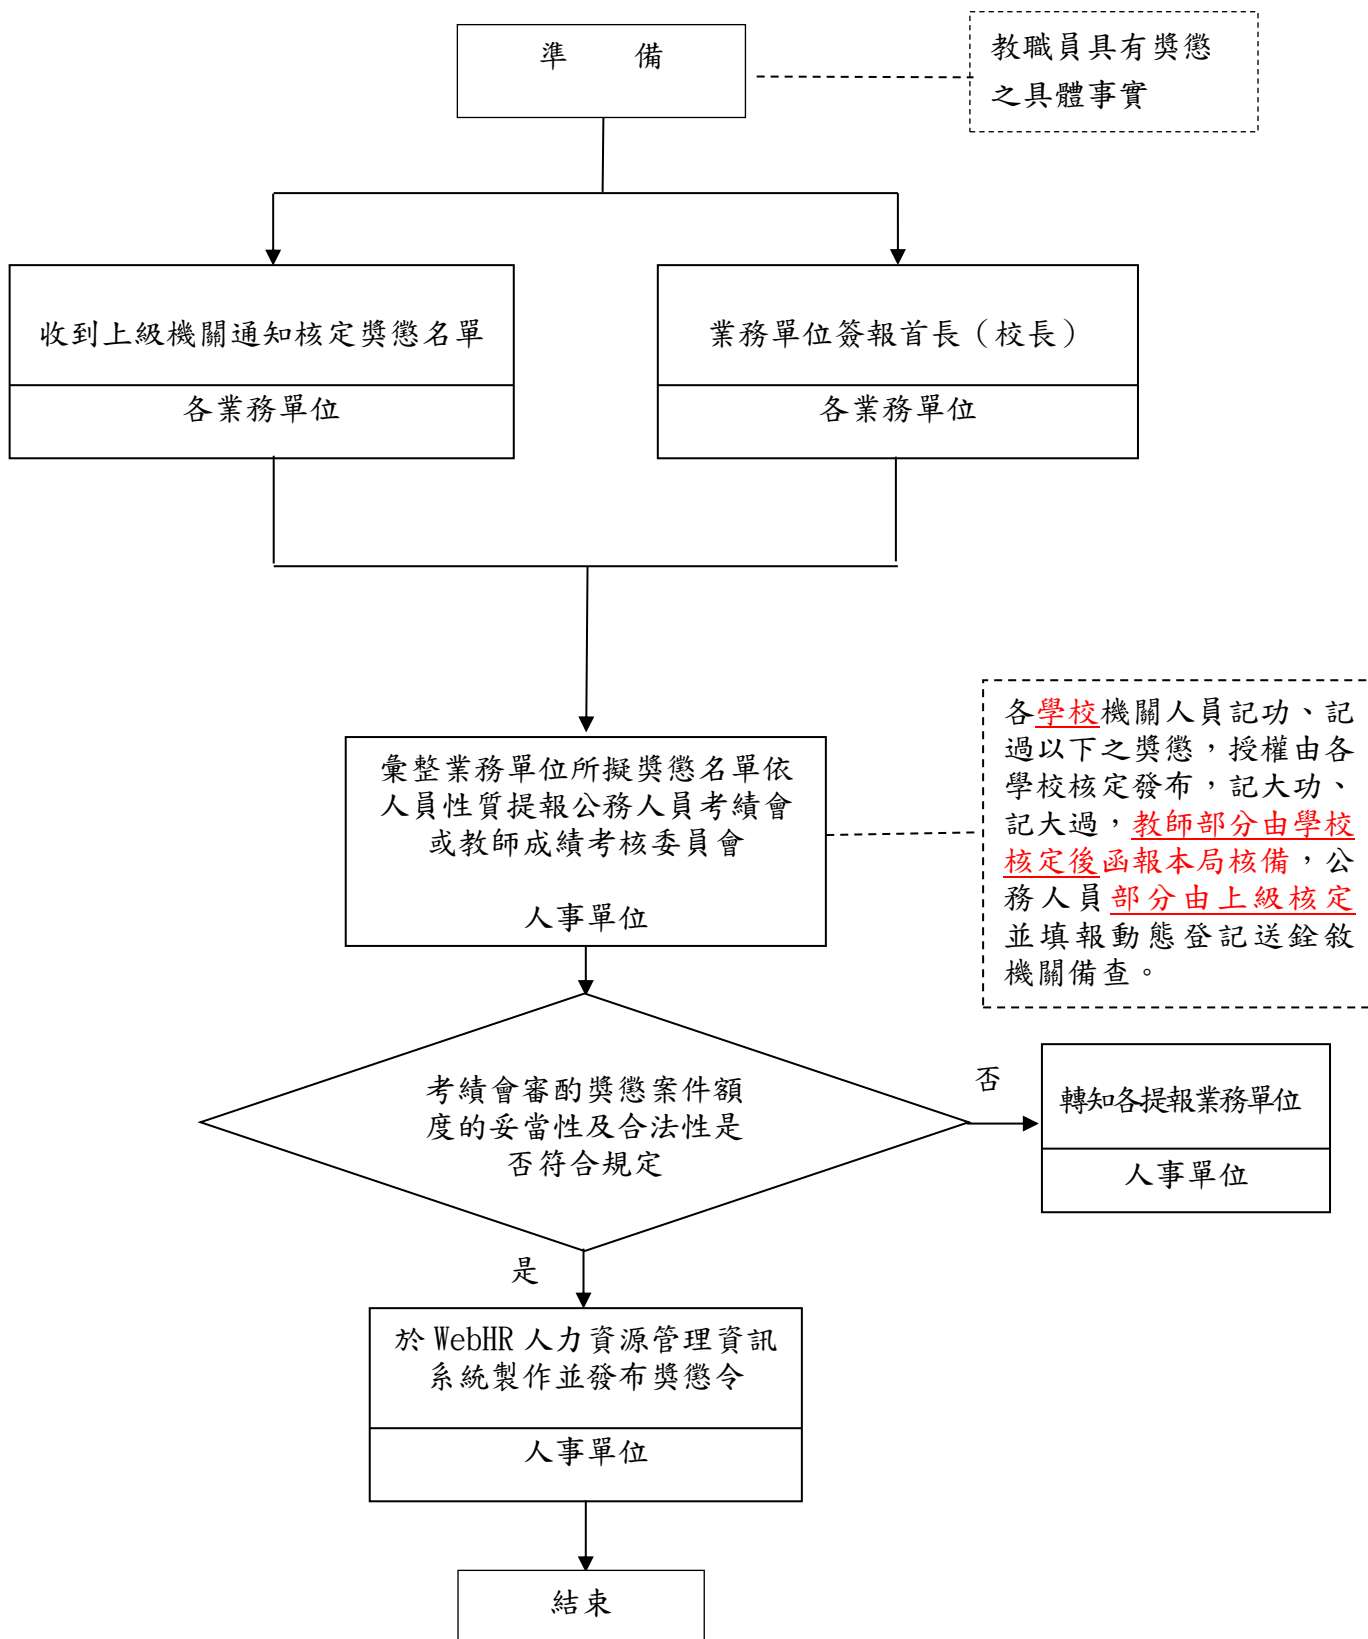 準　　備
教職員具有獎懲
之具體事實
收到上級機關通知核定獎懲名單
各業務單位
業務單位簽報首長（校長）
各業務單位
彙整業務單位所擬獎懲名單依
人員性質提報公務人員考績會
或教師成績考核委員會
人事單位
各學校機關人員記功、記
過以下之獎懲，授權由各
學校核定發布，記大功、
記大過，教師部分由學校
核定後函報本局核備，公
務人員部分由上級核定
並填報動態登記送銓敘
機關備查。
考績會審酌獎懲案件額
度的妥當性及合法性是
否符合規定
否
轉知各提報業務單位
人事單位
是
於 WebHR 人力資源管理資訊
系統製作並發布獎懲令
人事單位
結束